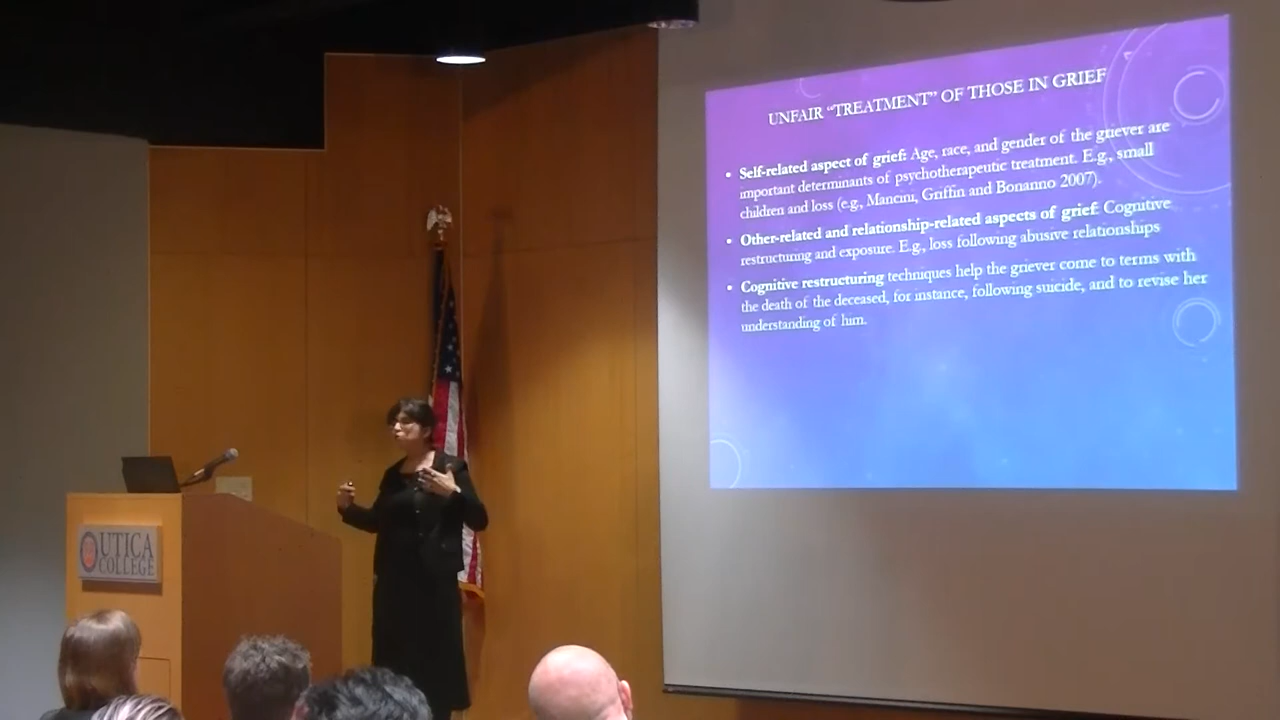 UNFAIR “TREATMENT” OF THOSE IN GRIEF
• Self-related aspect of grief: Age, race, and gender of the griever are
important determinants of psychotherapeutic treatment. E.g., small
children and loss (e.g., Mancini, Griffin and Bonanno 2007).
• Other-related and relationship-related aspects of grief: Cognitive
restructuring and exposure. E.g., loss following abusive relationships
• Cognitive restructuring techniques help the griever come to terms with
the death of the deceased, for instance, following suicide, and to revise her
understanding of him.
UTICA
COLLEGE